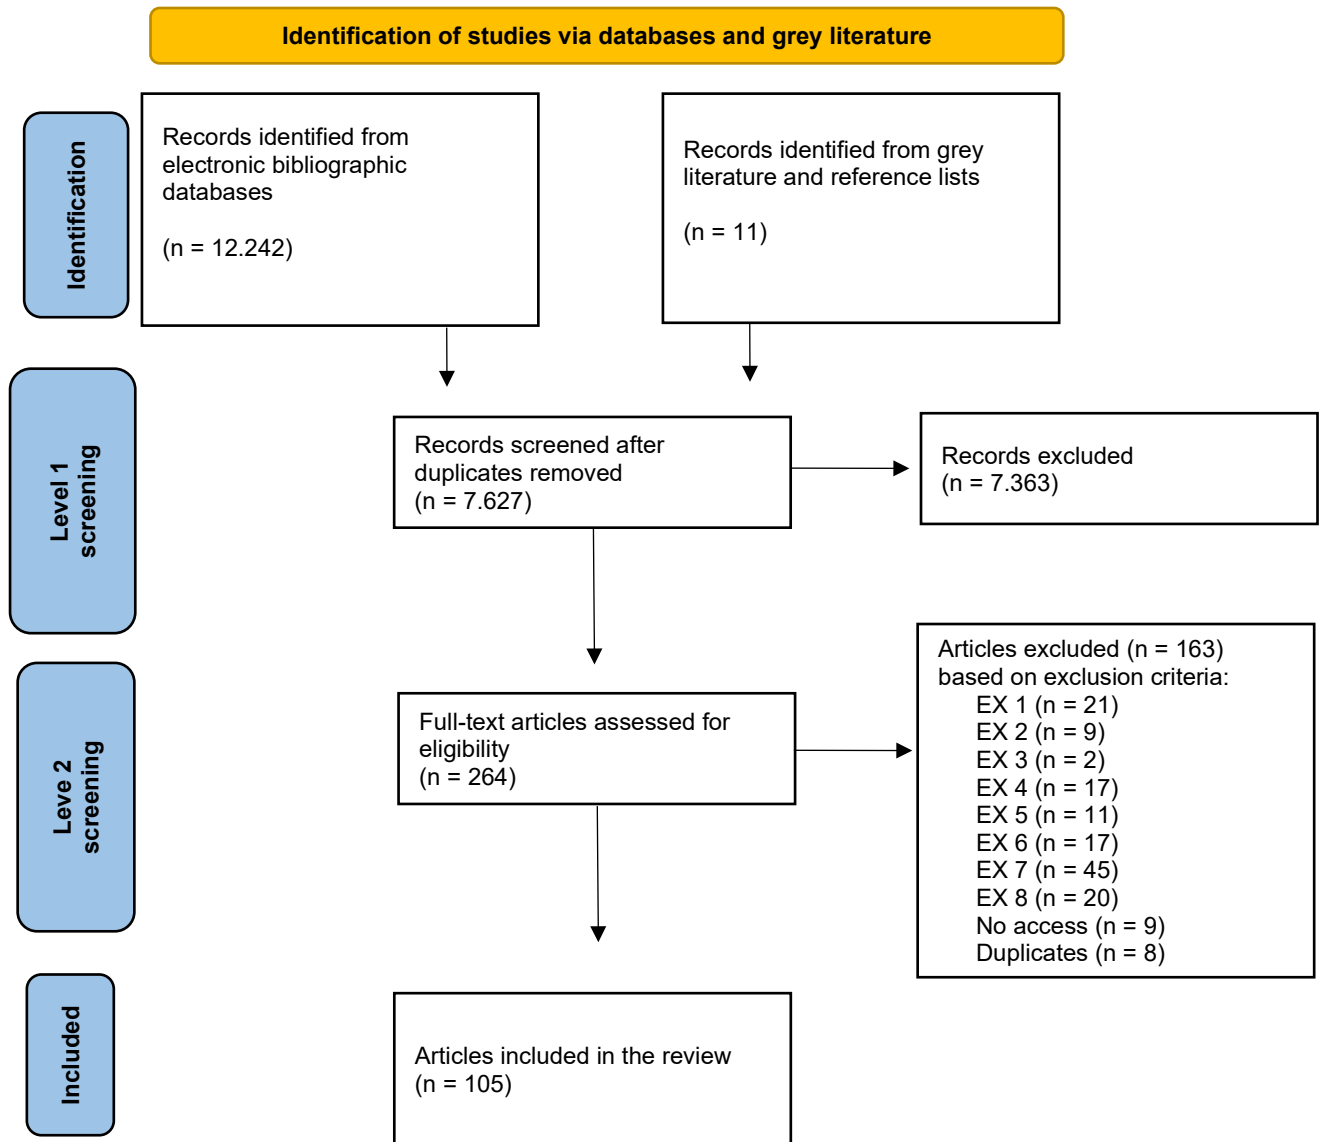 Identification of studies via databases and grey literature
Identification
Records identified from
electronic bibliographic
databases
(n = 12.242)
Records identified from grey
literature and reference lists
(n = 11)
Level 1
screening
Records screened after
duplicates removed
(n = 7.627)
Records excluded
(n = 7.363)
Leve 2
screening
Full-text articles assessed for
eligibility
(n = 264)
Articles excluded (n = 163)
based on exclusion criteria:
EX 1 (n = 21)
EX 2 (n = 9)
EX 3 (n = 2)
EX 4 (n = 17)
EX 5 (n = 11)
EX 6 (n = 17)
EX 7 (n = 45)
EX 8 (n = 20)
No access (n = 9)
Duplicates (n = 8)
Included
Articles included in the review
(n = 105)